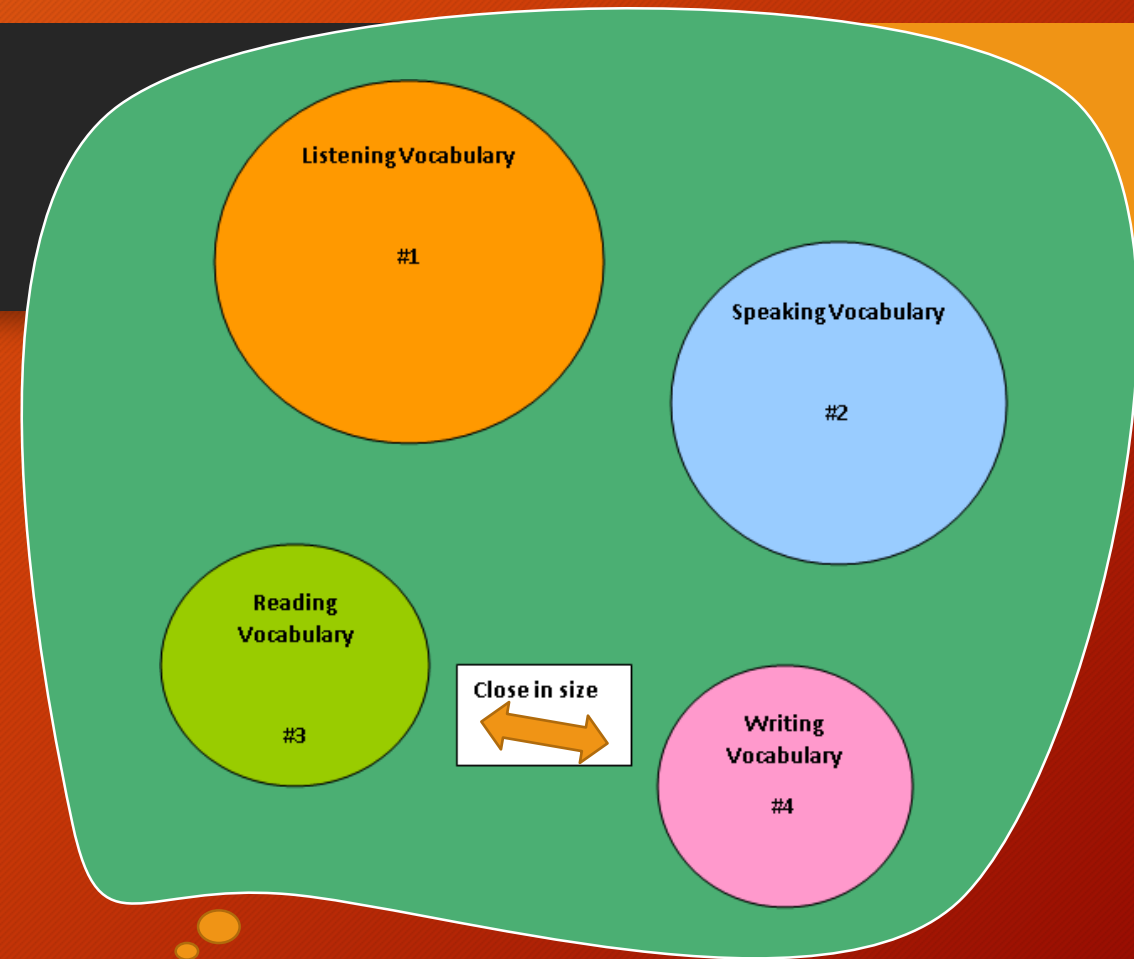 Listening Vocabulary
#1
Speaking Vocabulary
#2
Reading
Vocabulary
#3
Close in size
Writing
Vocabulary
#4